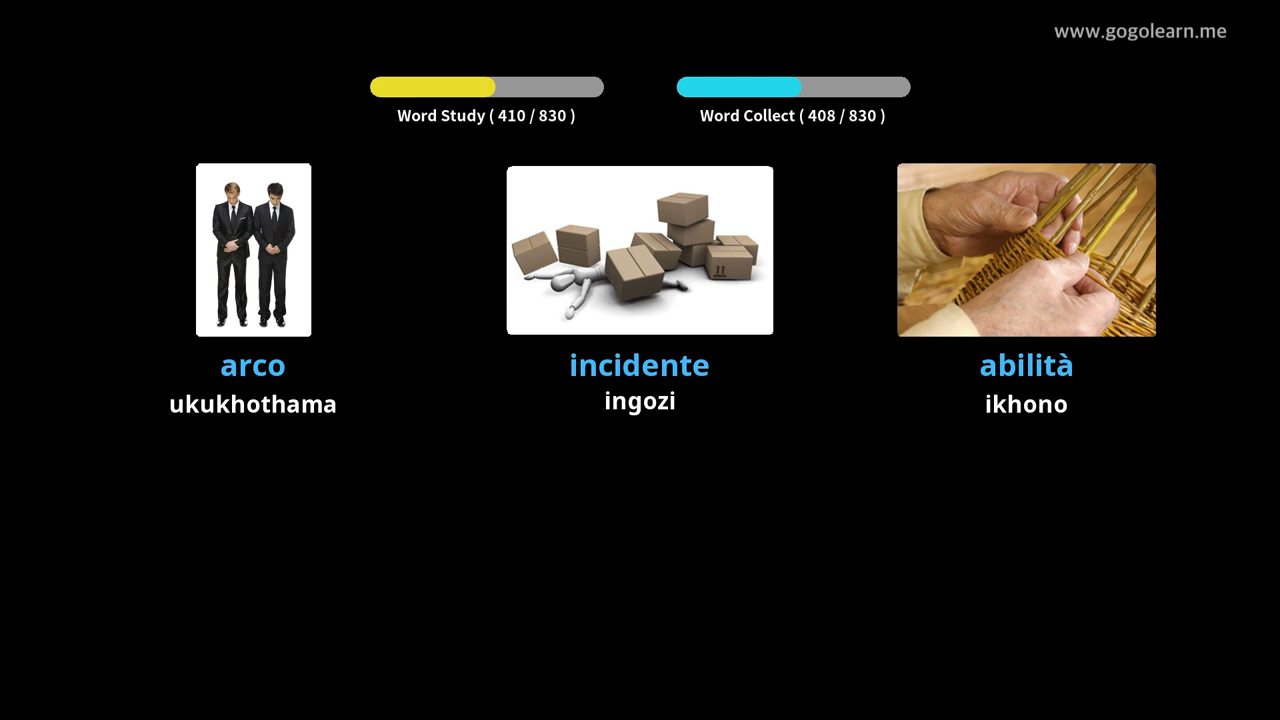 www.gogolearn.me
Word Study ( 410 / 830 )
Word Collect ( 408 / 830 )
arco
ukukhothama
incidente
ingozi
abilità
ikhono